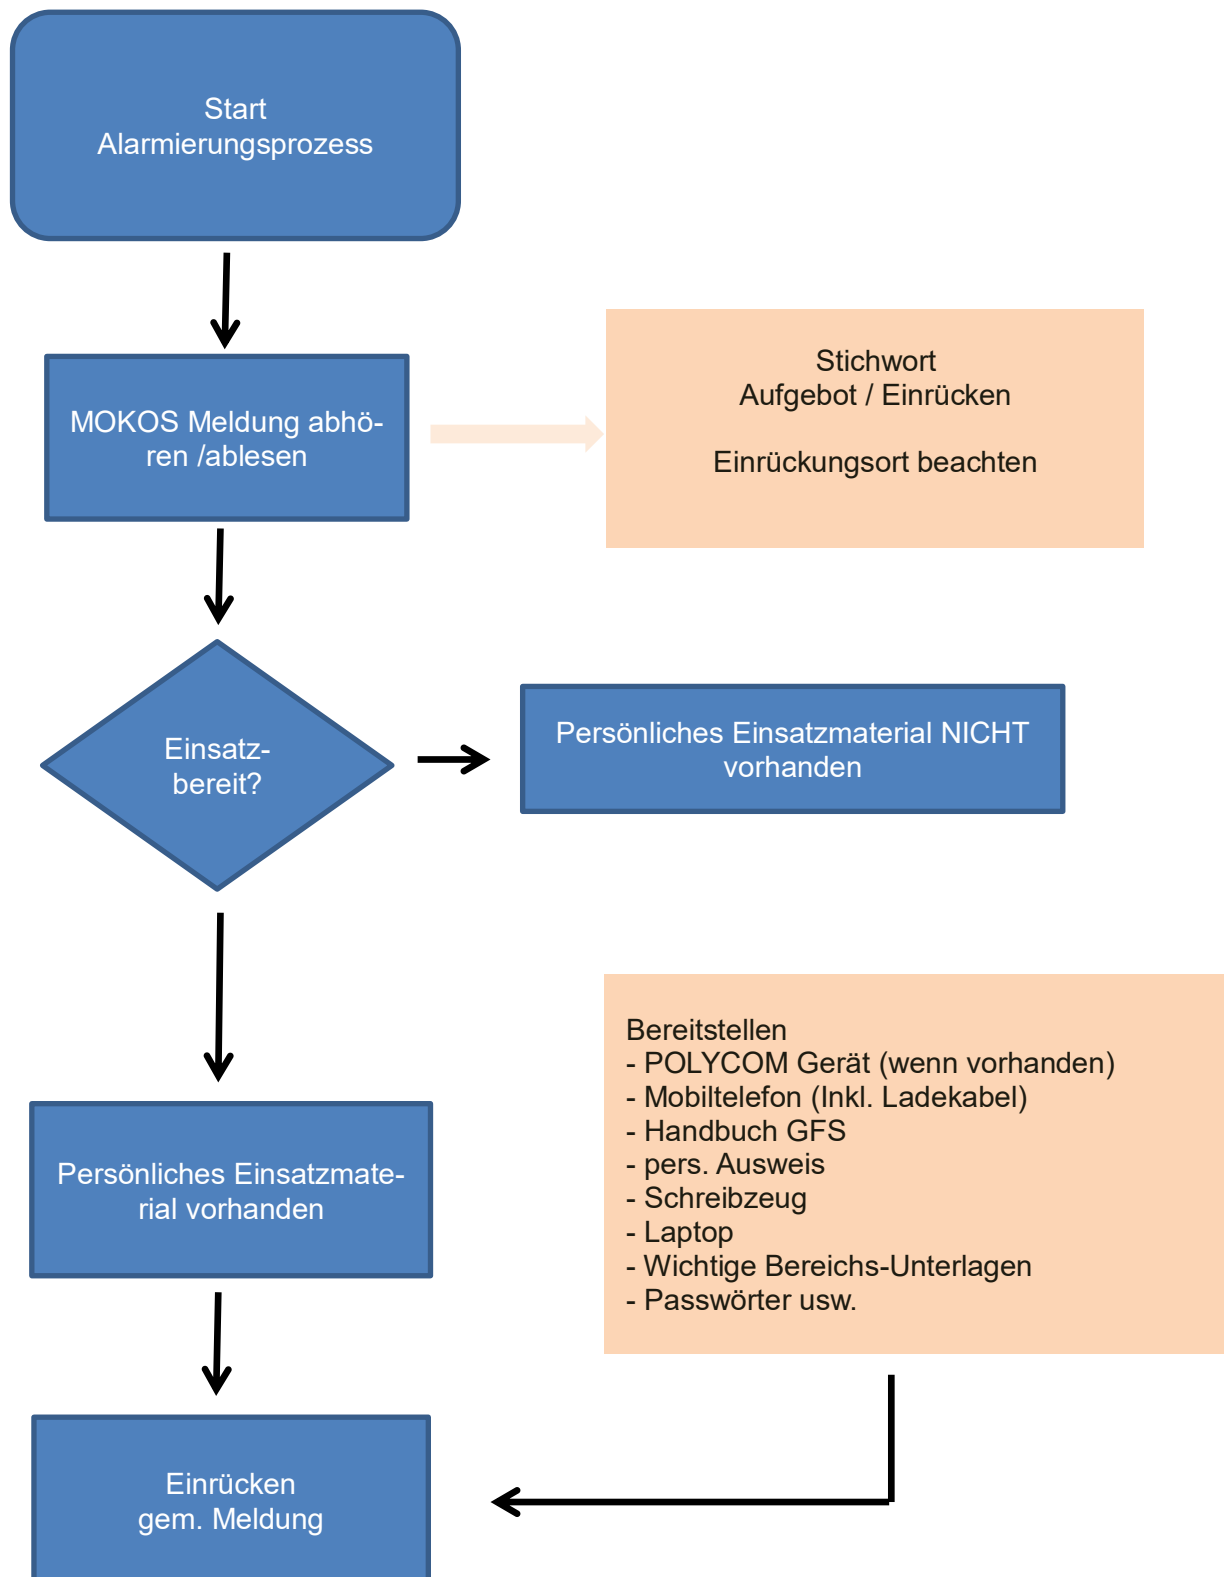 Start
Alarmierungsprozess
MOKOS Meldung abhö-
ren /ablesen
Stichwort
Aufgebot / Einrücken
Einrückungsort beachten
Einsatz-
bereit?
Persönliches Einsatzmaterial NICHT
vorhanden
Bereitstellen
- POLYCOM Gerät (wenn vorhanden)
- Mobiltelefon (Inkl. Ladekabel)
- Handbuch GFS
- pers. Ausweis
- Schreibzeug
- Laptop
- Wichtige Bereichs-Unterlagen
- Passwörter usw.
Persönliches Einsatzmate-
rial vorhanden
Einrücken
gem. Meldung